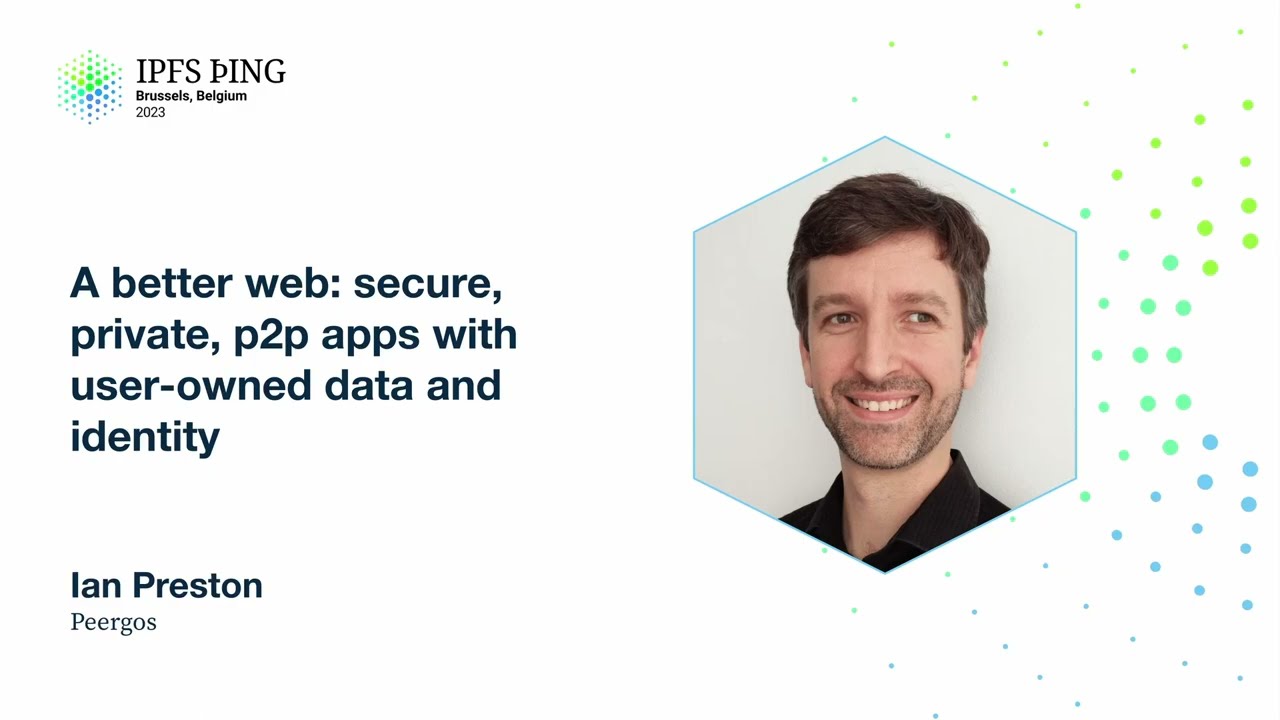 IPFS ÞING
Brussels, Belgium
2023
A better web: secure,
private, p2p apps with
user-owned data and
identity
Ian Preston
Peergos